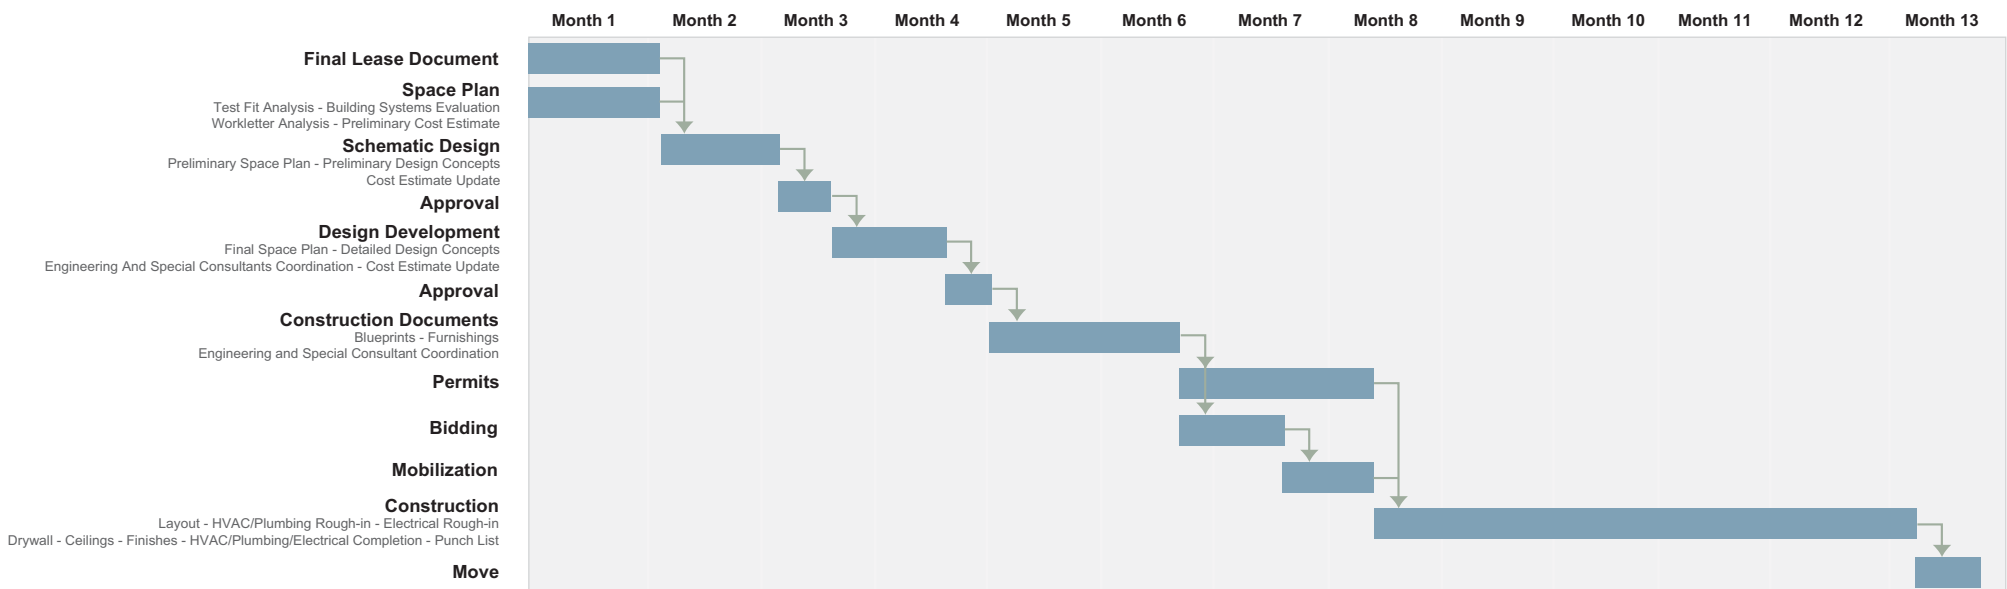 Month 1 Month 2 Month 3 Month 4 Month 5 Month 6 Month 7 Month 8 Month 9 Month 10 Month 11 Month 12 Month 13
Final Lease Document
Space Plan
Test Fit Analysis - Building Systems Evaluation
Workletter Analysis - Preliminary Cost Estimate
Schematic Design
Preliminary Space Plan - Preliminary Design Concepts
Cost Estimate Update
Approval
Design Development
Final Space Plan - Detailed Design Concepts
Engineering And Special Consultants Coordination - Cost Estimate Update
Approval
Construction Documents
Blueprints - Furnishings
Engineering and Special Consultant Coordination
Permits
Bidding
Mobilization
Construction
Layout - HVAC/Plumbing Rough-in - Electrical Rough-in
Drywall - Ceilings - Finishes - HVAC/Plumbing/Electrical Completion - Punch List
Move